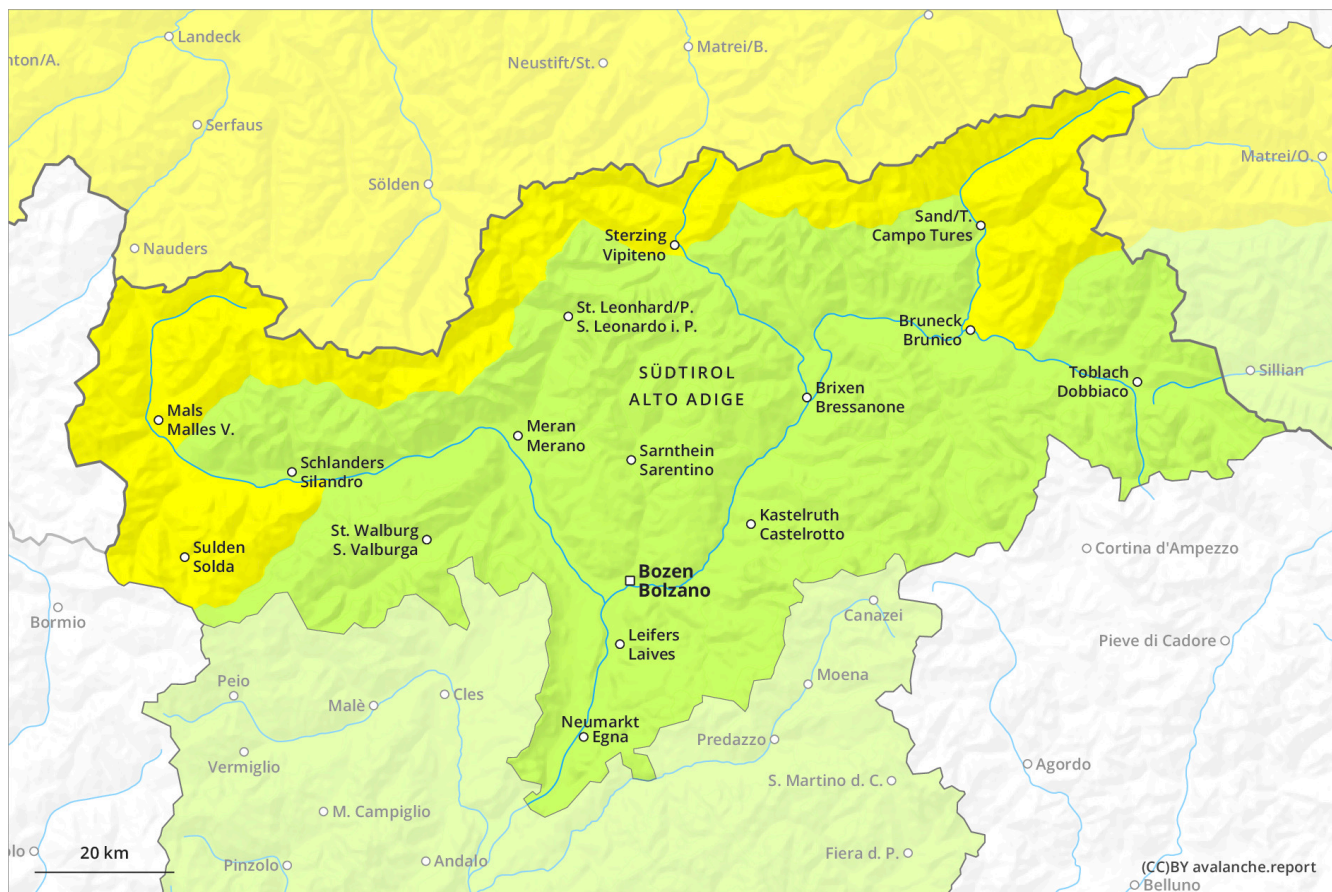 Landeck
nton/A.
Matrei/B.
Neustift/St.
Serfaus
Matrei/O.
Sölden
Nauders
Sand/T.
Campo Tures
Sterzing
Vipiteno
St. Leonhard/P.
S. Leonardo i. P.
Bruneck
Brunico
SÜDTIROL
ALTO ADIGE
Toblach
Dobbiaco
Sillian
Brixen
Bressanone
Mals
Malles V.
Meran
Merano
Schlanders
Silandro
Sarnthein
Sarentino
Kastelruth
Castelrotto
St. Walburg
S. Valburga
Sulden
Solda
Cortina d'Ampezzo
Bozen
Bolzano
Bormio
Canazei
Leifers
Laives
Pieve di Cadore
Peio
Moena
Malè
Cles
Neumarkt
Egna
Predazzo
Vermiglio
Agordo
S. Martino d. C.
M. Campiglio
olo
20 km
Pinzolo
Andalo
Fiera d. P.
(CC)BY avalanche.report
Belluno